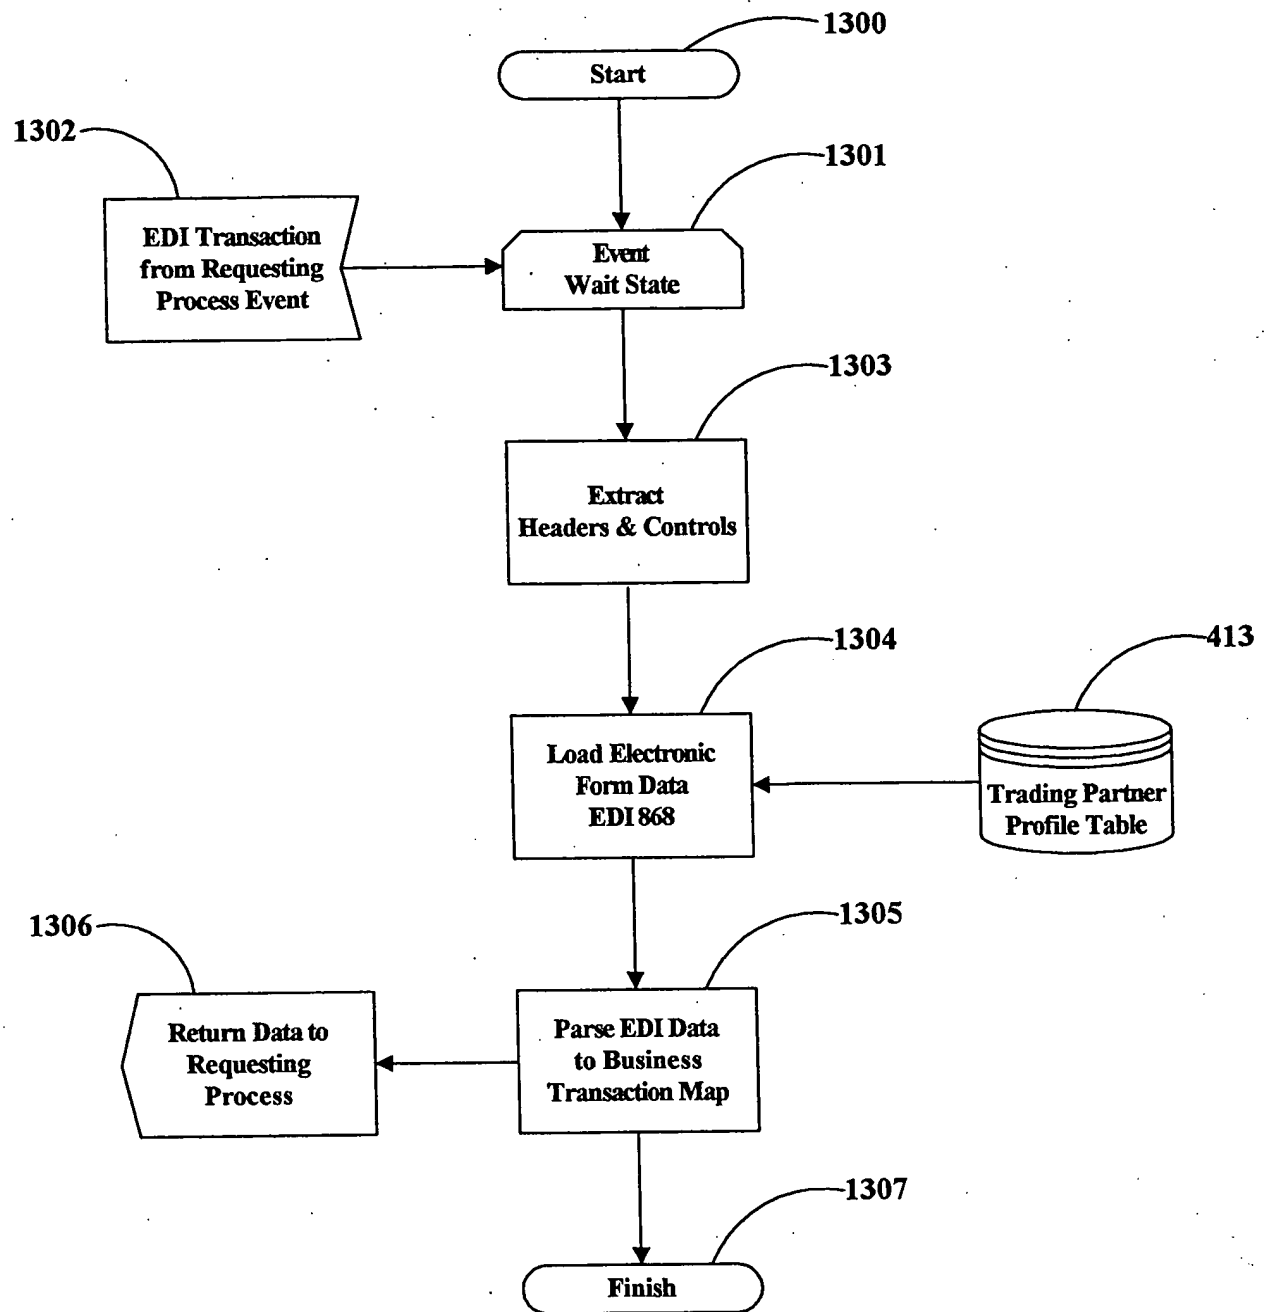 1300
Start
1302
1301
EDI Transaction
from Requesting
Process Event
Event
Wait State
1303
Extract
Headers & Controls
1304
413
Load Electronic
Form Data
EDI 868
Trading Partner
Profile Table
1306
1305
Return Data to
Requesting
Process
Parse EDI Data
to Business
Transaction Map
1307
Finish